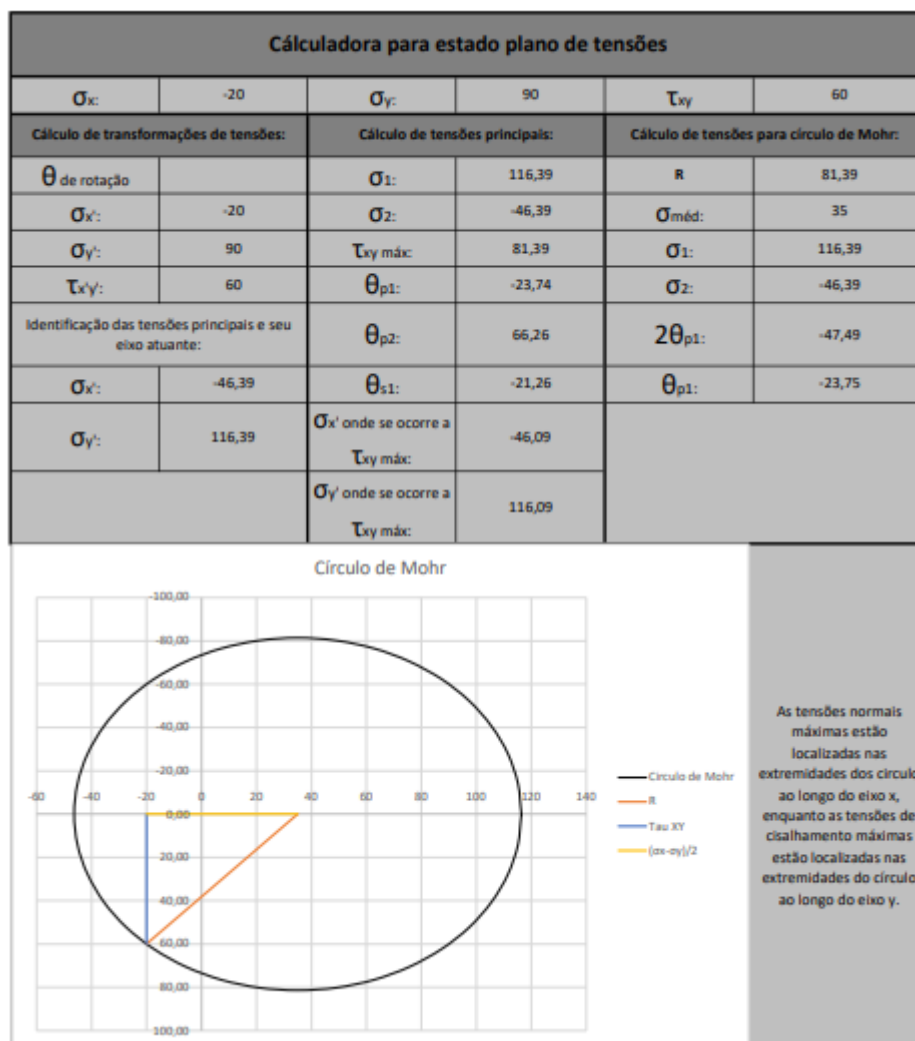 Cálculadora para estado plano de tensões
σx: -20 σy: 90 τxy 60
Cálculo de transformações de tensões: Cálculo de tensões principais: Cálculo de tensões para círculo de Mohr:
θ de rotação σ1: 116,39 R 81,39
σx': -20 σ2: -46,39 σméd: 35
σy': 90 τxy máx: 81,39 σ1: 116,39
τx'y': 60 θp1: -23,74 σ2: -46,39
Identificação das tensões principais e seu
eixo atuante:
θp2: 66,26 2θp1: -47,49
σx': -46,39 θs1: -21,26 θp1: -23,75
σy': 116,39
σx' onde se ocorre a
τxy máx:
-46,09
σy' onde se ocorre a
τxy máx:
116,09
Círculo de Mohr
-100,00
-80,00
-60,00
-40,00
-20,00
-60 -40 -20 0 20 40 60 80 100 120 140
0,00
20,00
40,00
60,00
80,00
100,00
Circulo de Mohr
R
Tau XY
(σx-σy)/2
As tensões normais
máximas estão
localizadas nas
extremidades dos circulo
ao longo do eixo x,
enquanto as tensões de
cisalhamento máximas
estão localizadas nas
extremidades do círculo
ao longo do eixo y.